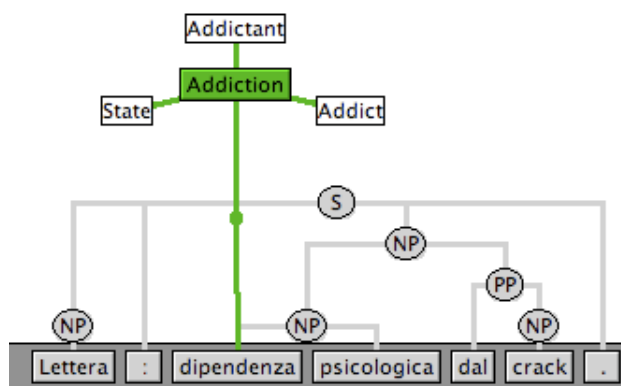 Addictant
Addiction
State Addict
S
NP
PP
NP NP NP
Lettera : dipendenza psicologica dal crack .